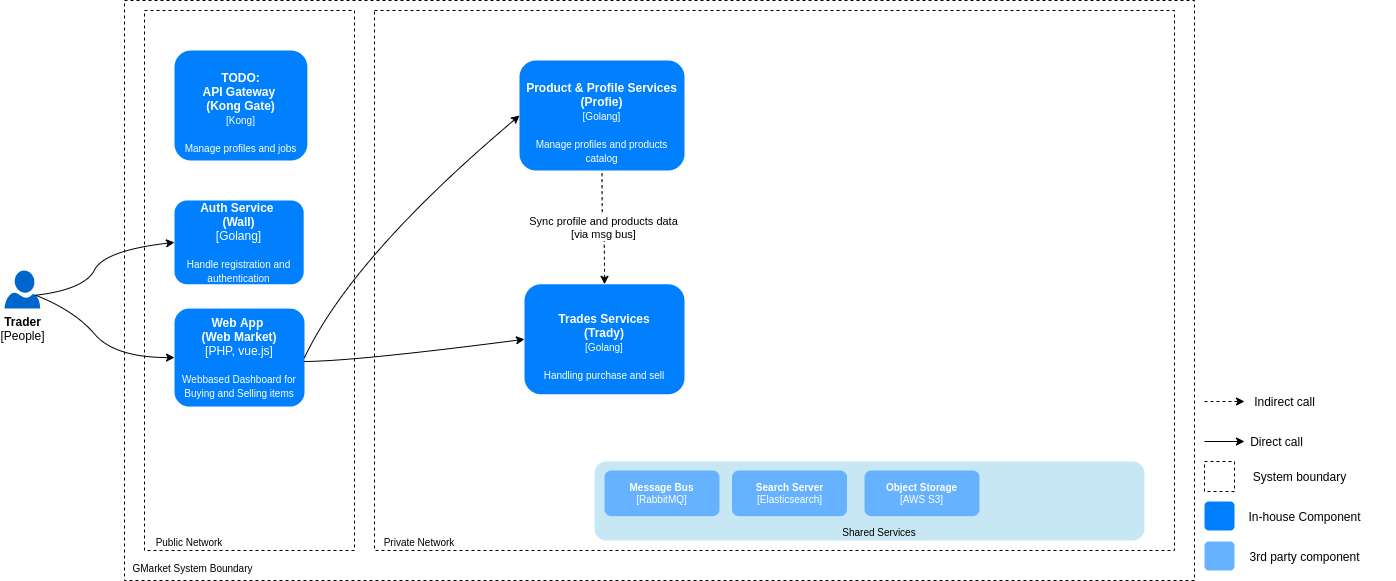 TODO:
API Gateway
(Kong Gate)
[Kong]
Manage profiles and jobs
Auth Service
(Wall)
[Golang]
Handle registration and
authentication
Trader
[People]
Web App
(Web Market)
[PHP, vue.js]
Webbased Dashboard for
Buying and Selling items
Public Network
Product & Profile Services
(Profie)
[Golang]
Manage profiles and products
catalog
Sync profile and products data
[via msg bus]
Trades Services
(Trady)
[Golang]
Handling purchase and sell
Message Bus
[RabbitMQ]
Search Server
[Elasticsearch]
Object Storage
[AWS S3]
Shared Services
Private Network
GMarket System Boundary
Indirect call
Direct call
System boundary
In-house Component
3rd party component